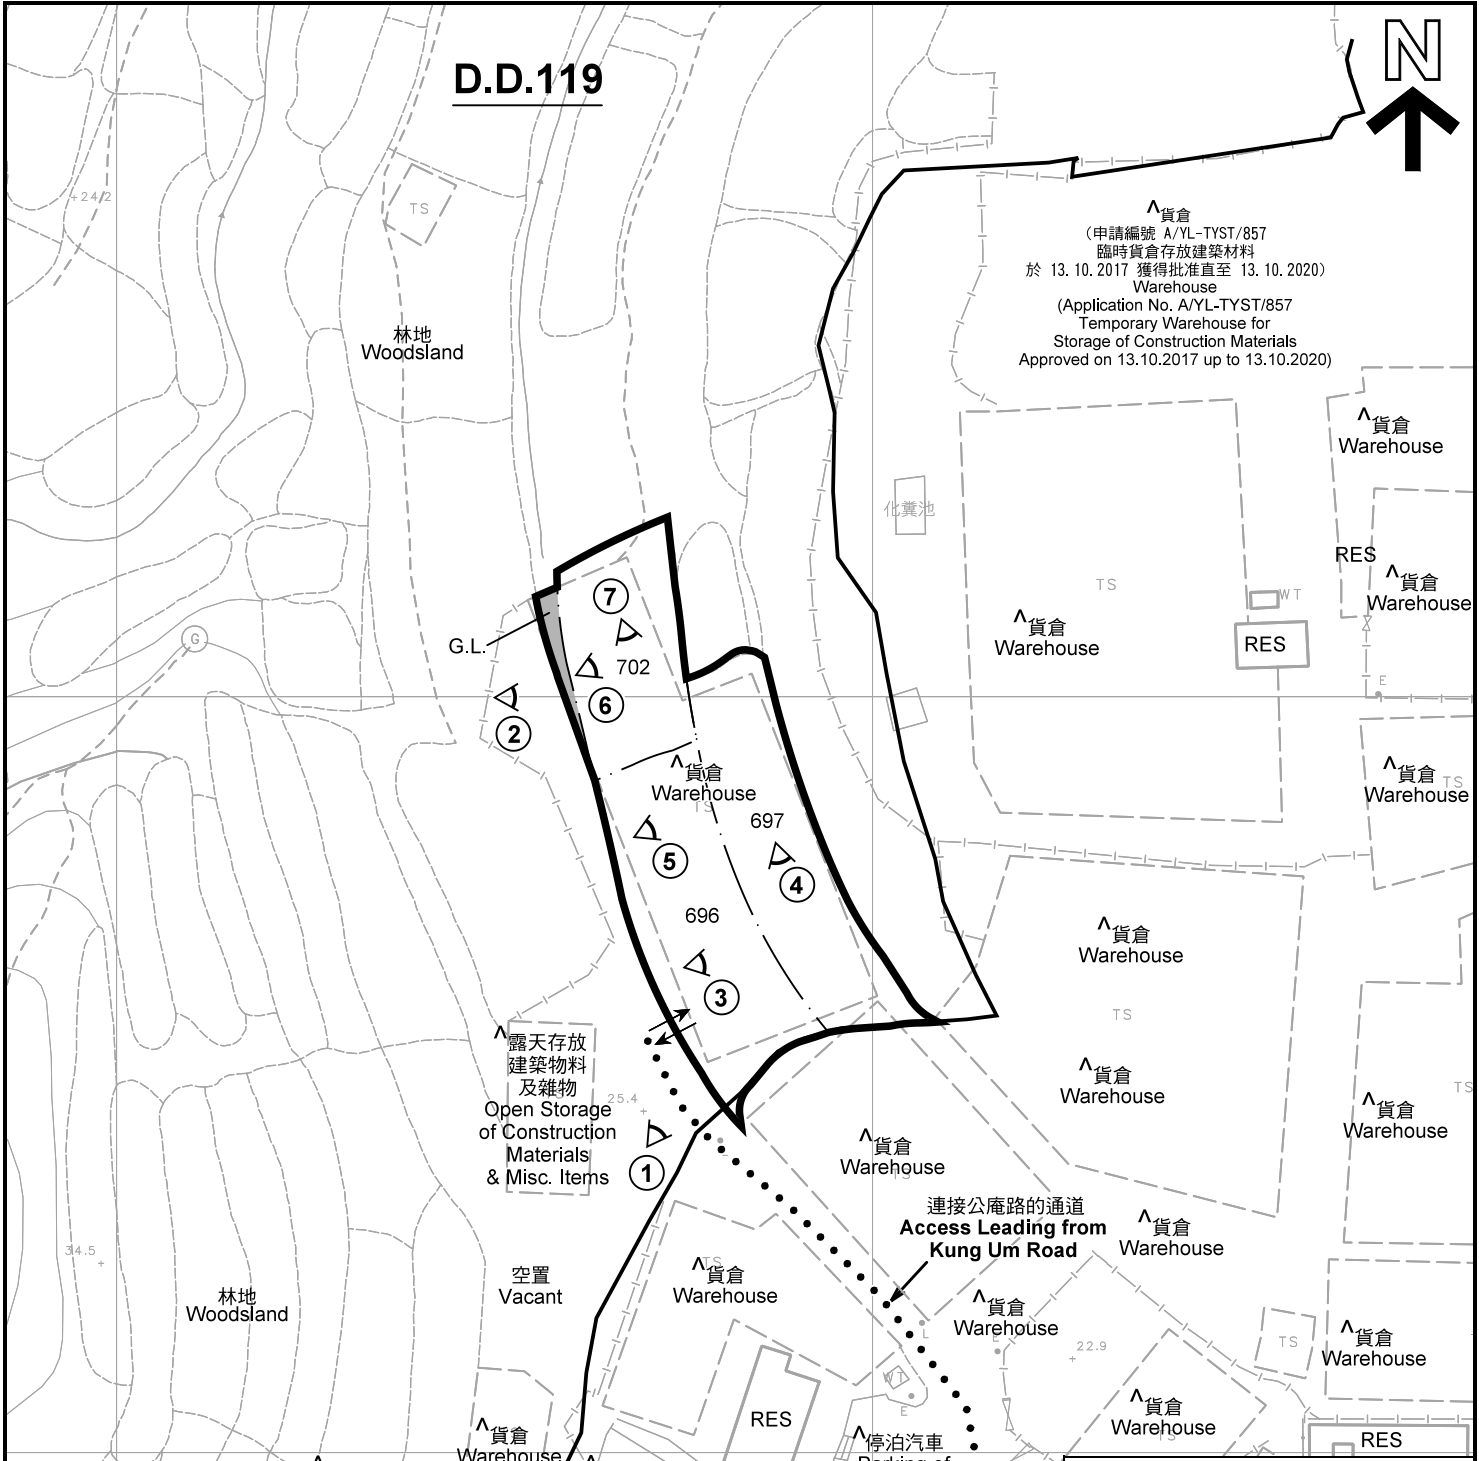 D.D.119
N
+24.2
TS
^貨倉
（申請編號 A/YL-TYST/857
臨時貨倉存放建築材料
於 13.10.2017 獲得批准直至 13.10.2020）
Warehouse
(Application No. A/YL-TYST/857
Temporary Warehouse for
Storage of Construction Materials
Approved on 13.10.2017 up to 13.10.2020)
林地
Woodsland
^貨倉
Warehouse
化糞池
RES
^貨倉
Warehouse
TS
WT
^貨倉
Warehouse
RES
G
G.L.
7
702
6
2
E
^貨倉
Warehouse
TS
^貨倉
Warehouse
TS
697
5
4
696
^貨倉
Warehouse
3
TS
^露天存放
建築物料
及雜物
Open Storage
of Construction
Materials
& Misc. Items
25.4
+
1
^貨倉
Warehouse
TS
^貨倉
Warehouse
^貨倉
Warehouse
TS
連接公庵路的通道
Access Leading from
Kung Um Road
^貨倉
Warehouse
34.5
+
林地
Woodsland
空置
Vacant
TS
^貨倉
Warehouse
^貨倉
Warehouse
L
E
22.9
+
TS
^貨倉
Warehouse
WT
E
RES
^貨倉
Warehouse
TS
^貨倉
Warehouse
^停泊汽車
Parking of
RES